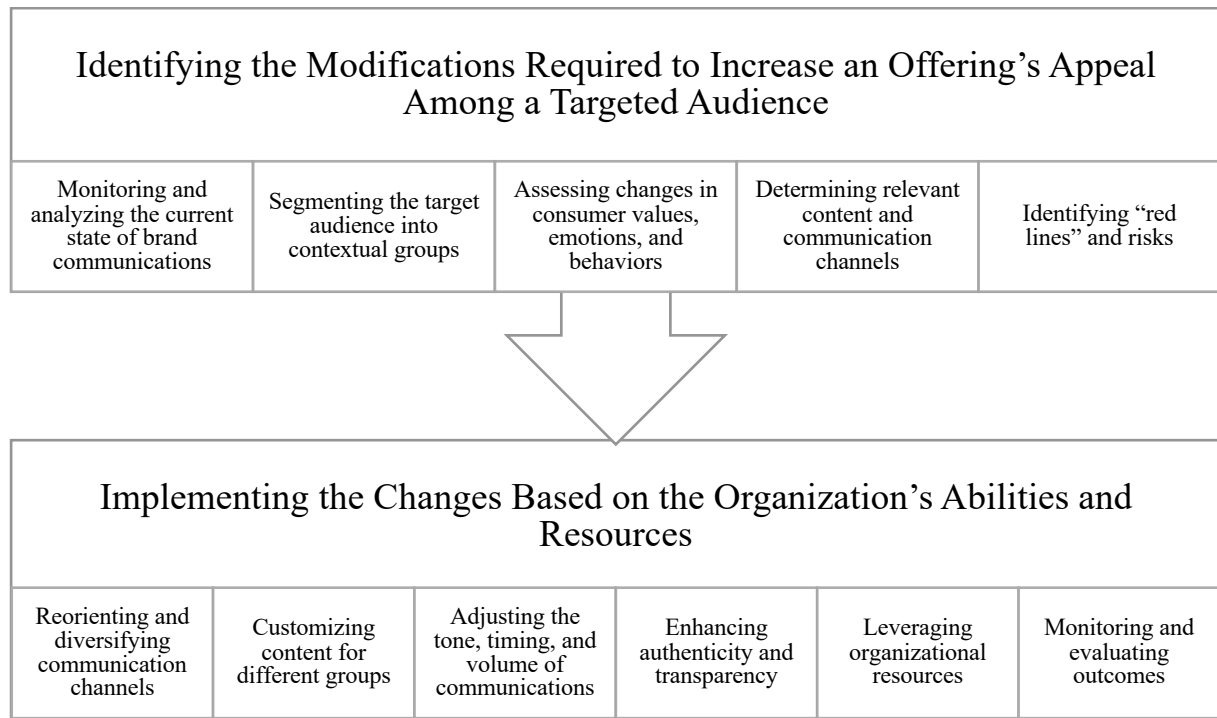 Identifying the Modifications Required to Increase an Offering’s Appeal
Among a Targeted Audience
Monitoring and
analyzing the current
state of brand
communications
Segmenting the target
audience into
contextual groups
Assessing changes in
consumer values,
emotions, and
behaviors
Determining relevant
content and
communication
channels
Identifying “red
lines” and risks
Implementing the Changes Based on the Organization’s Abilities and
Resources
Reorienting and
diversifying
communication
channels
Customizing
content for
different groups
Adjusting the
tone, timing, and
volume of
communications
Enhancing
authenticity and
transparency
Leveraging
organizational
resources
Monitoring and
evaluating
outcomes